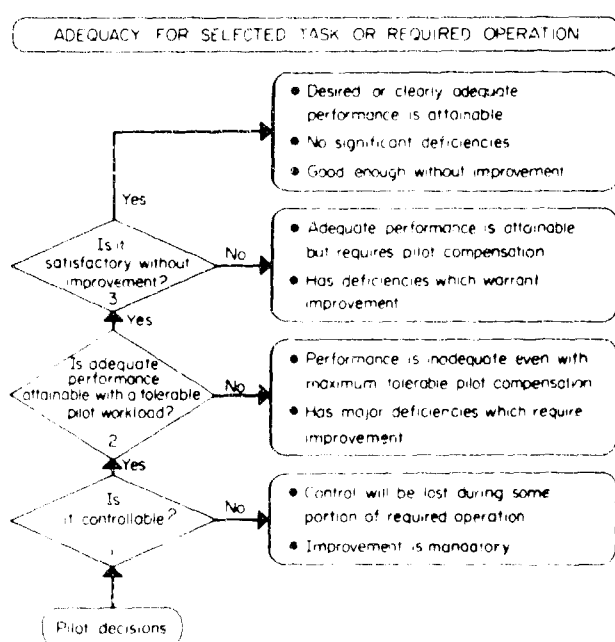 ADEQUACY FOR SELECTED TASK OR REQUIRED OPERATION
• Desired or clearly adequate
performance is attainable
• No significant deficiencies
• Good enough without improvement
Yes
Is it
satisfactory without
improvement?
3
No
• Adequate performance is attainable
but requires pilot compensation
• Has deficiencies which warrant
improvement
Yes
Is adequate
performance
attainable with a tolerable
pilot workload?
2
No
• Performance is inadequate even with
maximum tolerable pilot compensation
• Has major deficiencies which require
improvement
Yes
Is
it controllable?
1
No
• Control will be lost during some
portion of required operation
• Improvement is mandatory
Pilot decisions